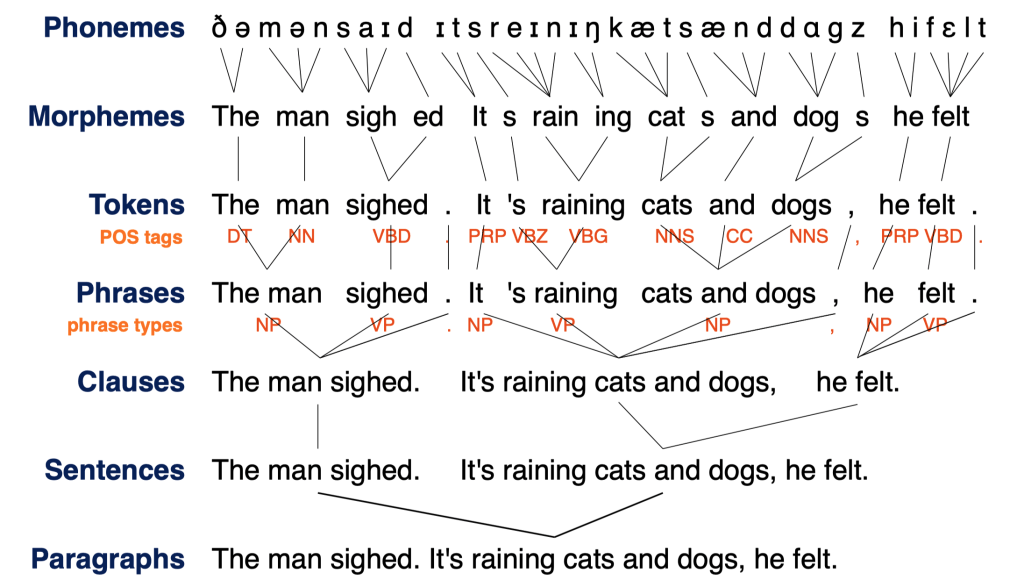 Phonemes ð ə m ə n s a ɪ d ɪ t s r e ɪ n ɪ ŋ k æ t s æ n d d ɑ g z h i f ɛ l t
Morphemes The man sigh ed It s rain ing cat s and dog s he felt
Tokens The man sighed . It 's raining cats and dogs , he felt .
POS tags DT NN VBD . PRP VBZ VBG NNS CC NNS , PRP VBD .
Phrases The man sighed . It 's raining cats and dogs , he felt .
phrase types NP VP . NP VP NP , NP VP
Clauses The man sighed. It's raining cats and dogs, he felt.
Sentences The man sighed. It's raining cats and dogs, he felt.
Paragraphs The man sighed. It's raining cats and dogs, he felt.